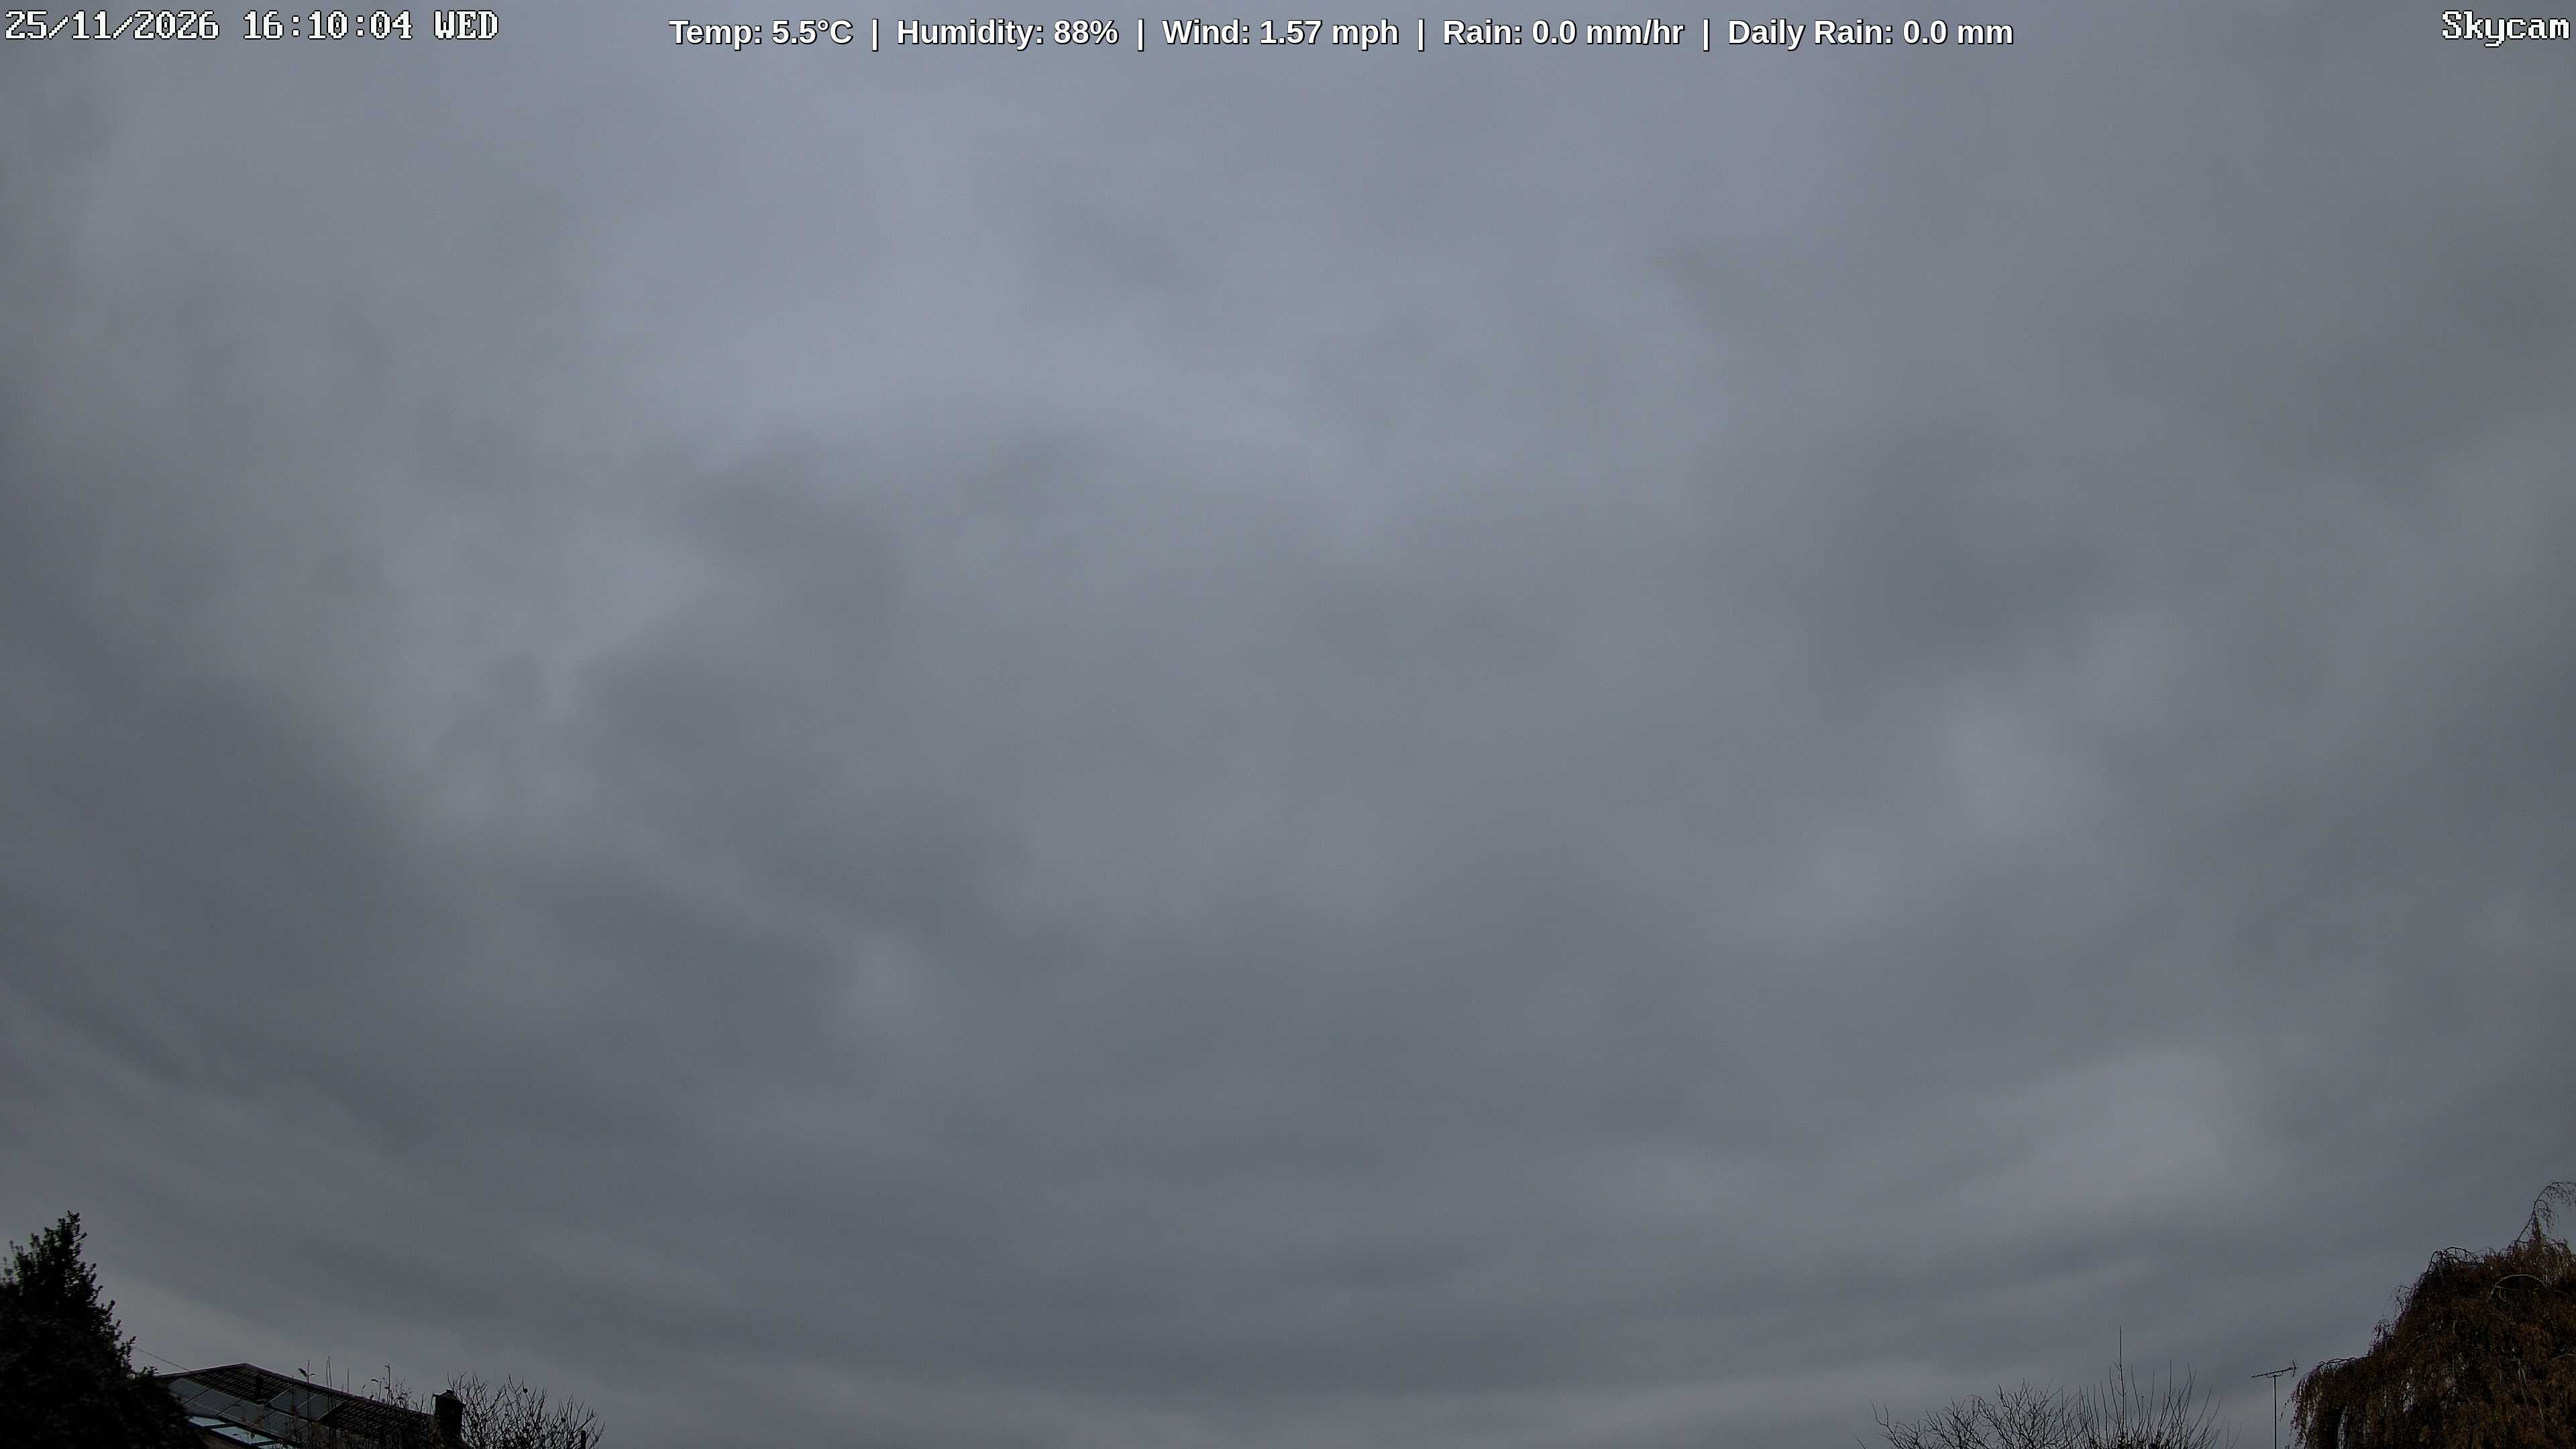 25/11/2026 16:10:04 WED
Temp: 5.5°C | Humidity: 88% | Wind: 1.57 mph | Rain: 0.0 mm/hr | Daily Rain: 0.0 mm
Skycam